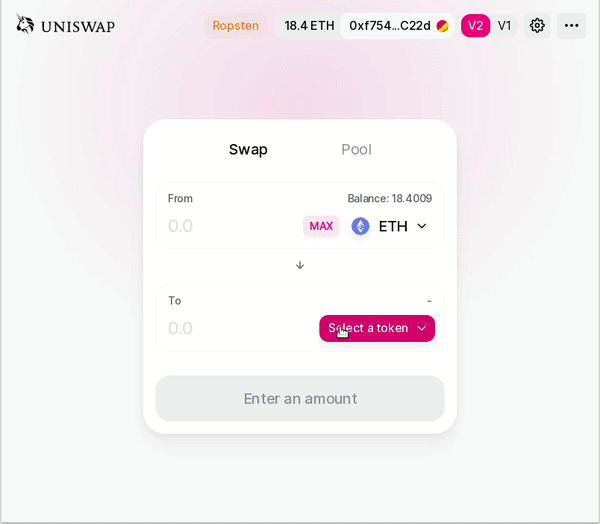 UNISWAP Ropsten 18.4 ETH 0xf754...C22d V2 V1
Swap Pool
From Balance: 18.4009
0.0 MAX ETH
To -
0.0 Select a token
Enter an amount